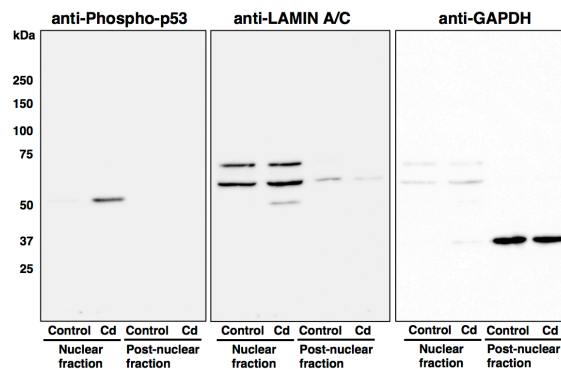 anti-Phospho-p53 anti-LAMIN A/C anti-GAPDH
kDa
250
150
100
75
50
37
25
Control Cd Control Cd Control Cd Control Cd Control Cd Control Cd
Nuclear fraction Post-nuclear fraction Nuclear fraction Post-nuclear fraction Nuclear fraction Post-nuclear fraction